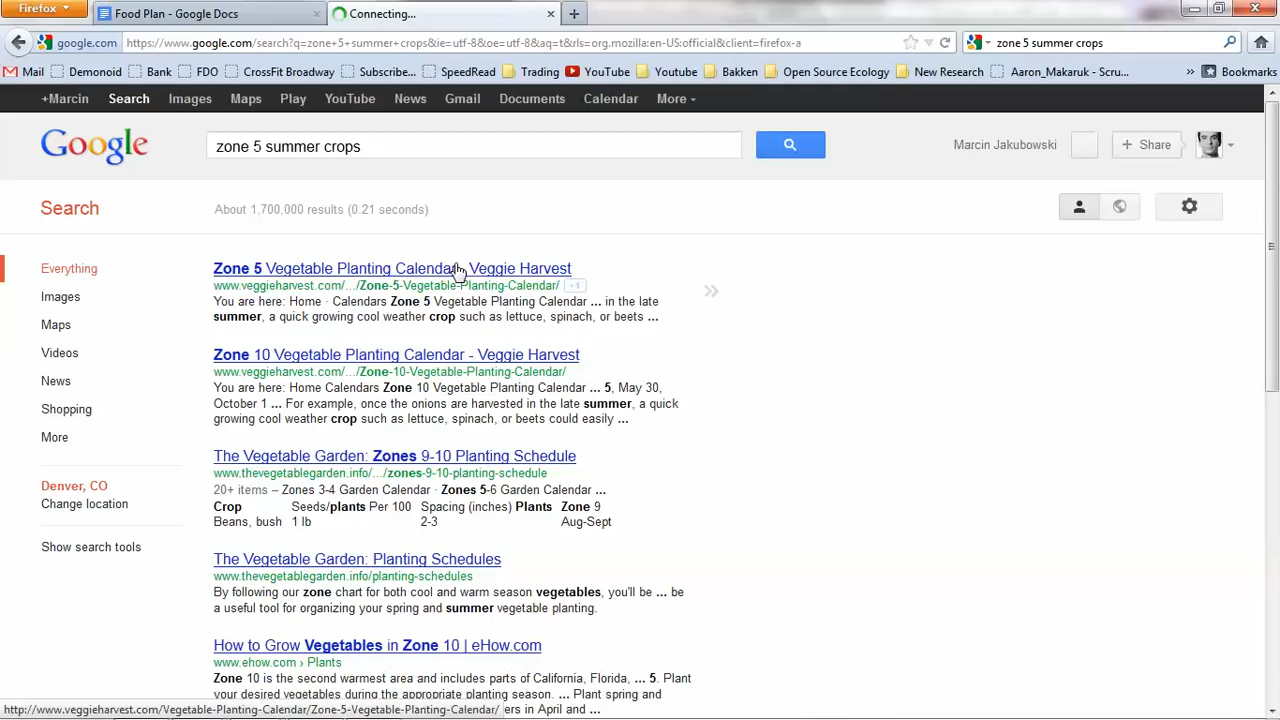 Firefox
Food Plan - Google Docs
Connecting...
google.com
https://www.google.com/search?q=zone+5+summer+crops&ie=utf-8&oe=utf-8&aq=t&rls=org.mozilla:en-US:official&client=firefox-a
zone 5 summer crops
Mail Demonoid Bank FDO CrossFit Broadway Subscribe... SpeedRead Trading YouTube Youtube Bakken Open Source Ecology New Research Aaron_Makaruk - Scru... » Bookmarks
+Marcin Search Images Maps Play YouTube News Gmail Documents Calendar More
Google
zone 5 summer crops
Marcin Jakubowski
+ Share
Search
About 1,700,000 results (0.21 seconds)
Everything
Images
Maps
Videos
News
Shopping
More
Denver, CO
Change location
Show search tools
Zone 5 Vegetable Planting Calendar - Veggie Harvest
www.veggieharvest.com/.../Zone-5-Vegetable-Planting-Calendar/ +1
You are here: Home · Calendars Zone 5 Vegetable Planting Calendar ... in the late
summer, a quick growing cool weather crop such as lettuce, spinach, or beets ...
Zone 10 Vegetable Planting Calendar - Veggie Harvest
www.veggieharvest.com/.../Zone-10-Vegetable-Planting-Calendar/
You are here: Home Calendars Zone 10 Vegetable Planting Calendar ... 5, May 30,
October 1 ... For example, once the onions are harvested in the late summer, a quick
growing cool weather crop such as lettuce, spinach, or beets could easily ...
The Vegetable Garden: Zones 9-10 Planting Schedule
www.thevegetablegarden.info/.../zones-9-10-planting-schedule
20+ items – Zones 3-4 Garden Calendar · Zones 5-6 Garden Calendar ...
Crop Seeds/plants Per 100 Spacing (inches) Plants Zone 9
Beans, bush 1 lb 2-3 Aug-Sept
The Vegetable Garden: Planting Schedules
www.thevegetablegarden.info/planting-schedules
By following our zone chart for both cool and warm season vegetables, you'll be ... be
a useful tool for organizing your spring and summer vegetable planting.
How to Grow Vegetables in Zone 10 | eHow.com
www.ehow.com › Plants
Zone 10 is the second warmest area and includes parts of California, Florida, ... 5. Plant
your desired vegetables during the appropriate planting season. ... Plant spring and
ers in April and ...
http://www.veggieharvest.com/Vegetable-Planting-Calendar/Zone-5-Vegetable-Planting-Calendar/